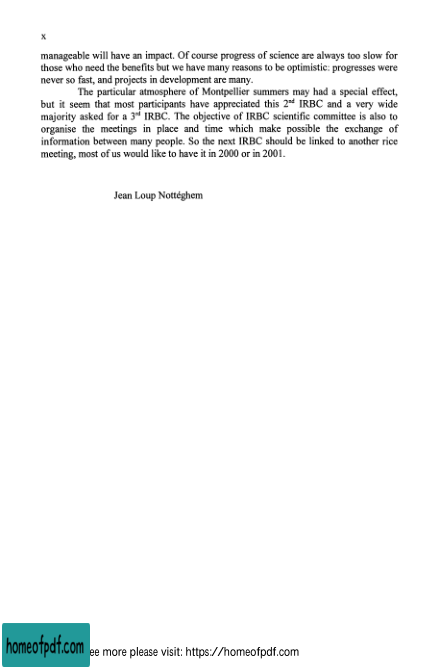 x
manageable will have an impact. Of course progress of science are always too slow for
those who need the benefits but we have many reasons to be optimistic: progresses were
never so fast, and projects in development are many.
The particular atmosphere of Montpellier summers may had a special effect,
but it seem that most participants have appreciated this 2nd IRBC and a very wide
majority asked for a 3rd IRBC. The objective of IRBC scientific committee is also to
organise the meetings in place and time which make possible the exchange of
information between many people. So the next IRBC should be linked to another rice
meeting, most of us would like to have it in 2000 or in 2001.
Jean Loup Nottéghem
homeofpdf.com
ee more please visit: https://homeofpdf.com